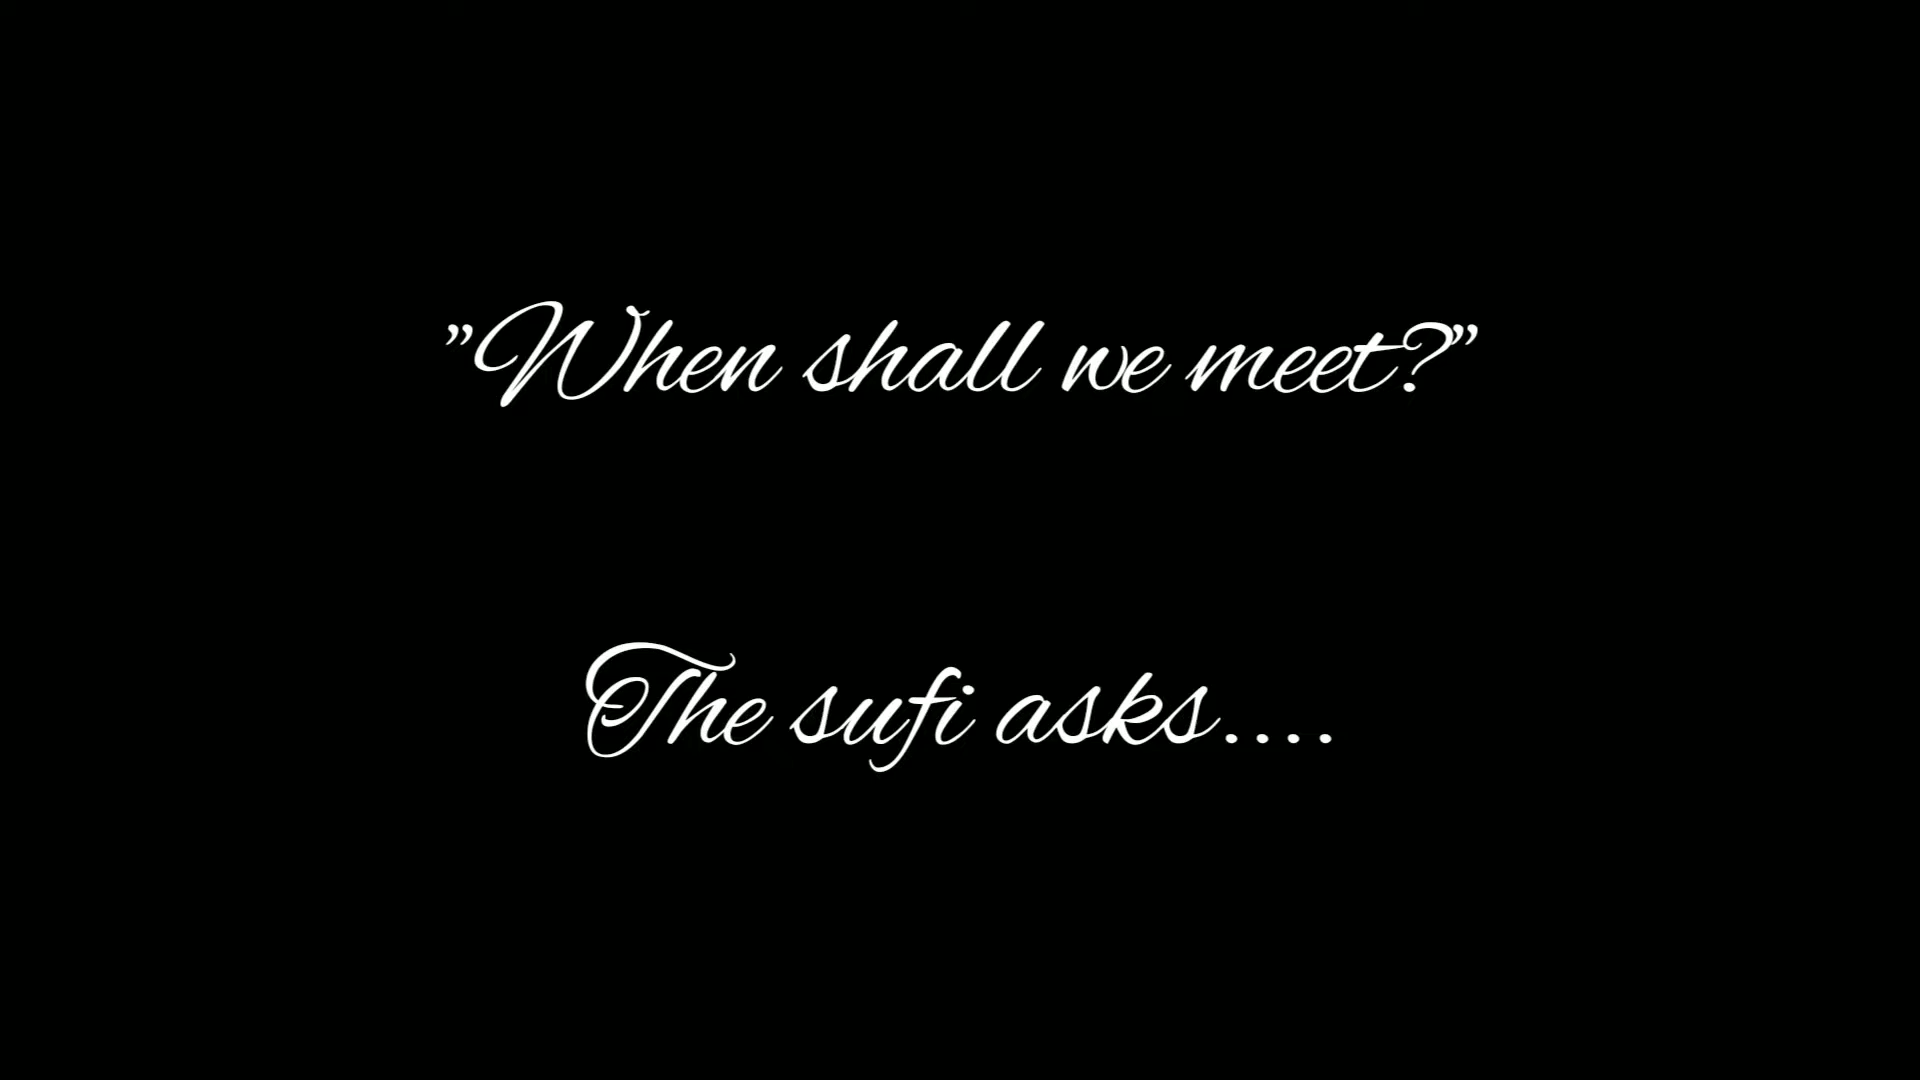 ”When shall we meet?”
The sufi asks....